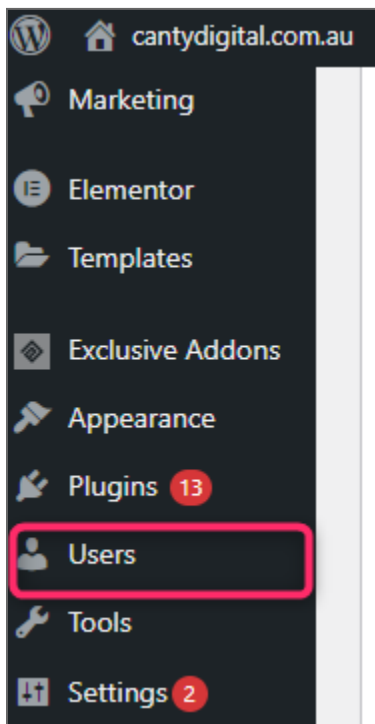 cantydigital.com.au
Marketing
Elementor
Templates
Exclusive Addons
Appearance
Plugins 13
Users
Tools
Settings 2